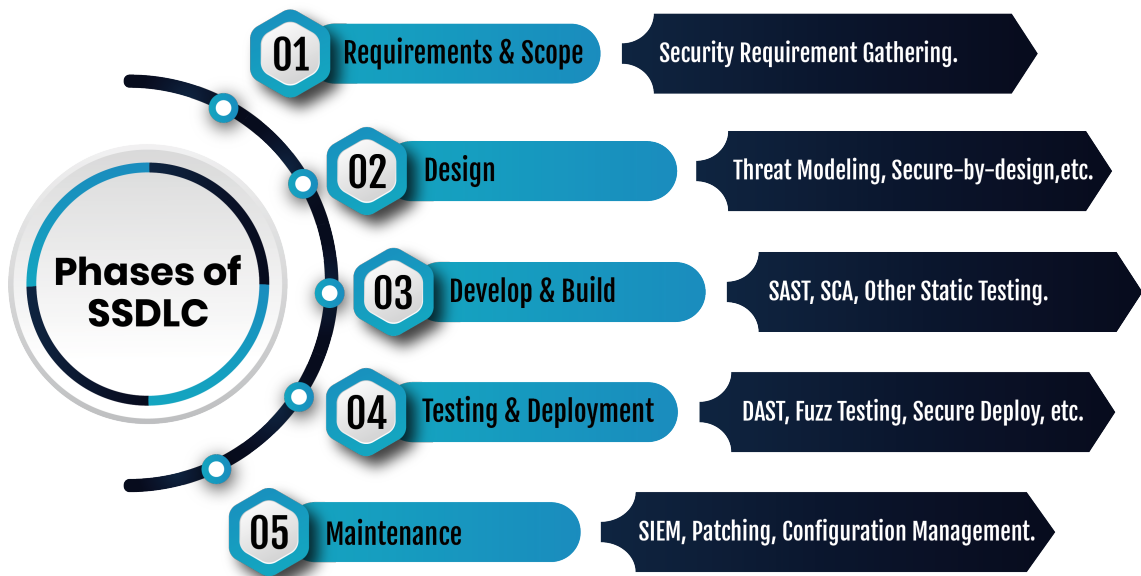 Phases of
SSDLC
01
Requirements & Scope
Security Requirement Gathering.
02
Design
Threat Modeling, Secure-by-design,etc.
03
Develop & Build
SAST, SCA, Other Static Testing.
04
Testing & Deployment
DAST, Fuzz Testing, Secure Deploy, etc.
05
Maintenance
SIEM, Patching, Configuration Management.